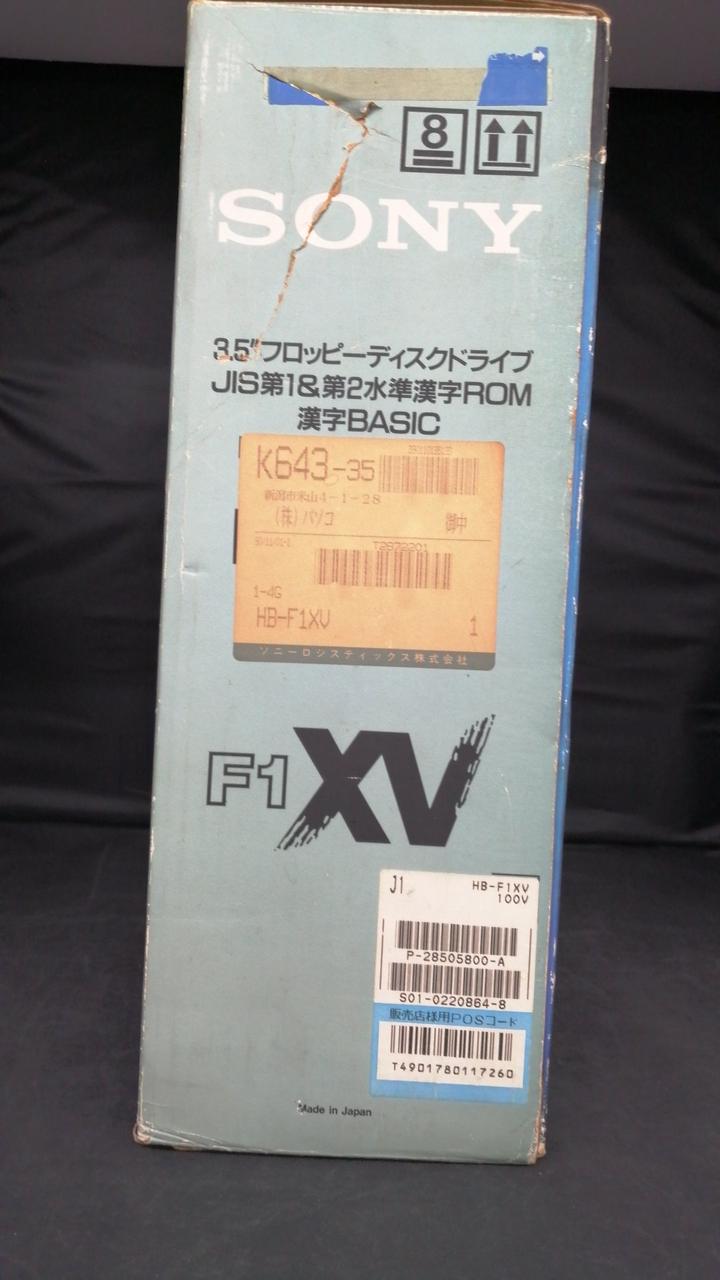 8
SONY
3.5"フロッピーディスクドライブ
JIS第1&第2水準漢字ROM
漢字BASIC
K643-35
新潟市米山4-1-28
(株)パソコ 御中
T2872201
1-4G
HB-F1XV 1
ソニーロジスティックス株式会社
F1XV
J1 HB-F1XV
100V
P-28505800-A
S01-0220864-8
販売店様用POSコード
T4901780117260
Made in Japan